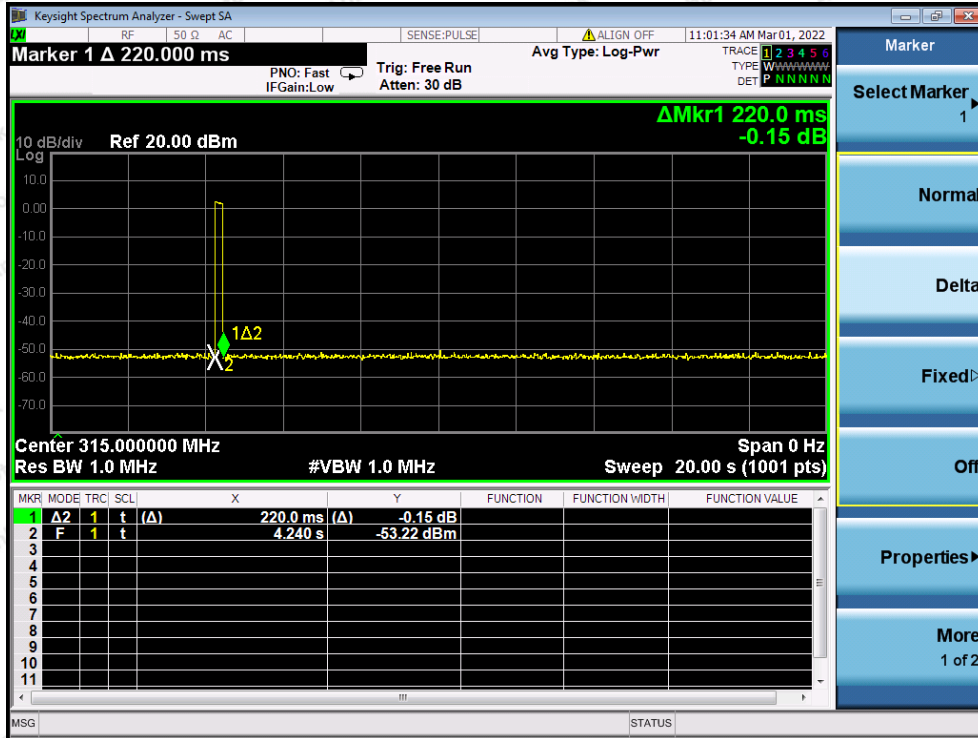 Keysight Spectrum Analyzer - Swept SA
LXI RF 50 Ω AC SENSE:PULSE ALIGN OFF 11:01:34 AM Mar 01, 2022
Marker 1 Δ 220.000 ms
PNO: Fast
IFGain:Low
Trig: Free Run
Atten: 30 dB
Avg Type: Log-Pwr
TRACE 1 2 3 4 5 6
TYPE WWWWWW
DET P N N N N N
ΔMkr1 220.0 ms
-0.15 dB
10 dB/div Ref 20.00 dBm
Log
10.0
0.00
-10.0
-20.0
-30.0
-40.0
-50.0
-60.0
-70.0
1Δ2
2
Center 315.000000 MHz Span 0 Hz
Res BW 1.0 MHz #VBW 1.0 MHz Sweep 20.00 s (1001 pts)
MKR MODE TRC SCL X Y FUNCTION FUNCTION WIDTH FUNCTION VALUE
1 Δ2 1 t (Δ) 220.0 ms (Δ) -0.15 dB
2 F 1 t 4.240 s -53.22 dBm
3
4
5
6
7
8
9
10
11
MSG STATUS
Marker
Select Marker
1
Normal
Delta
Fixed
Off
Properties
More
1 of 2